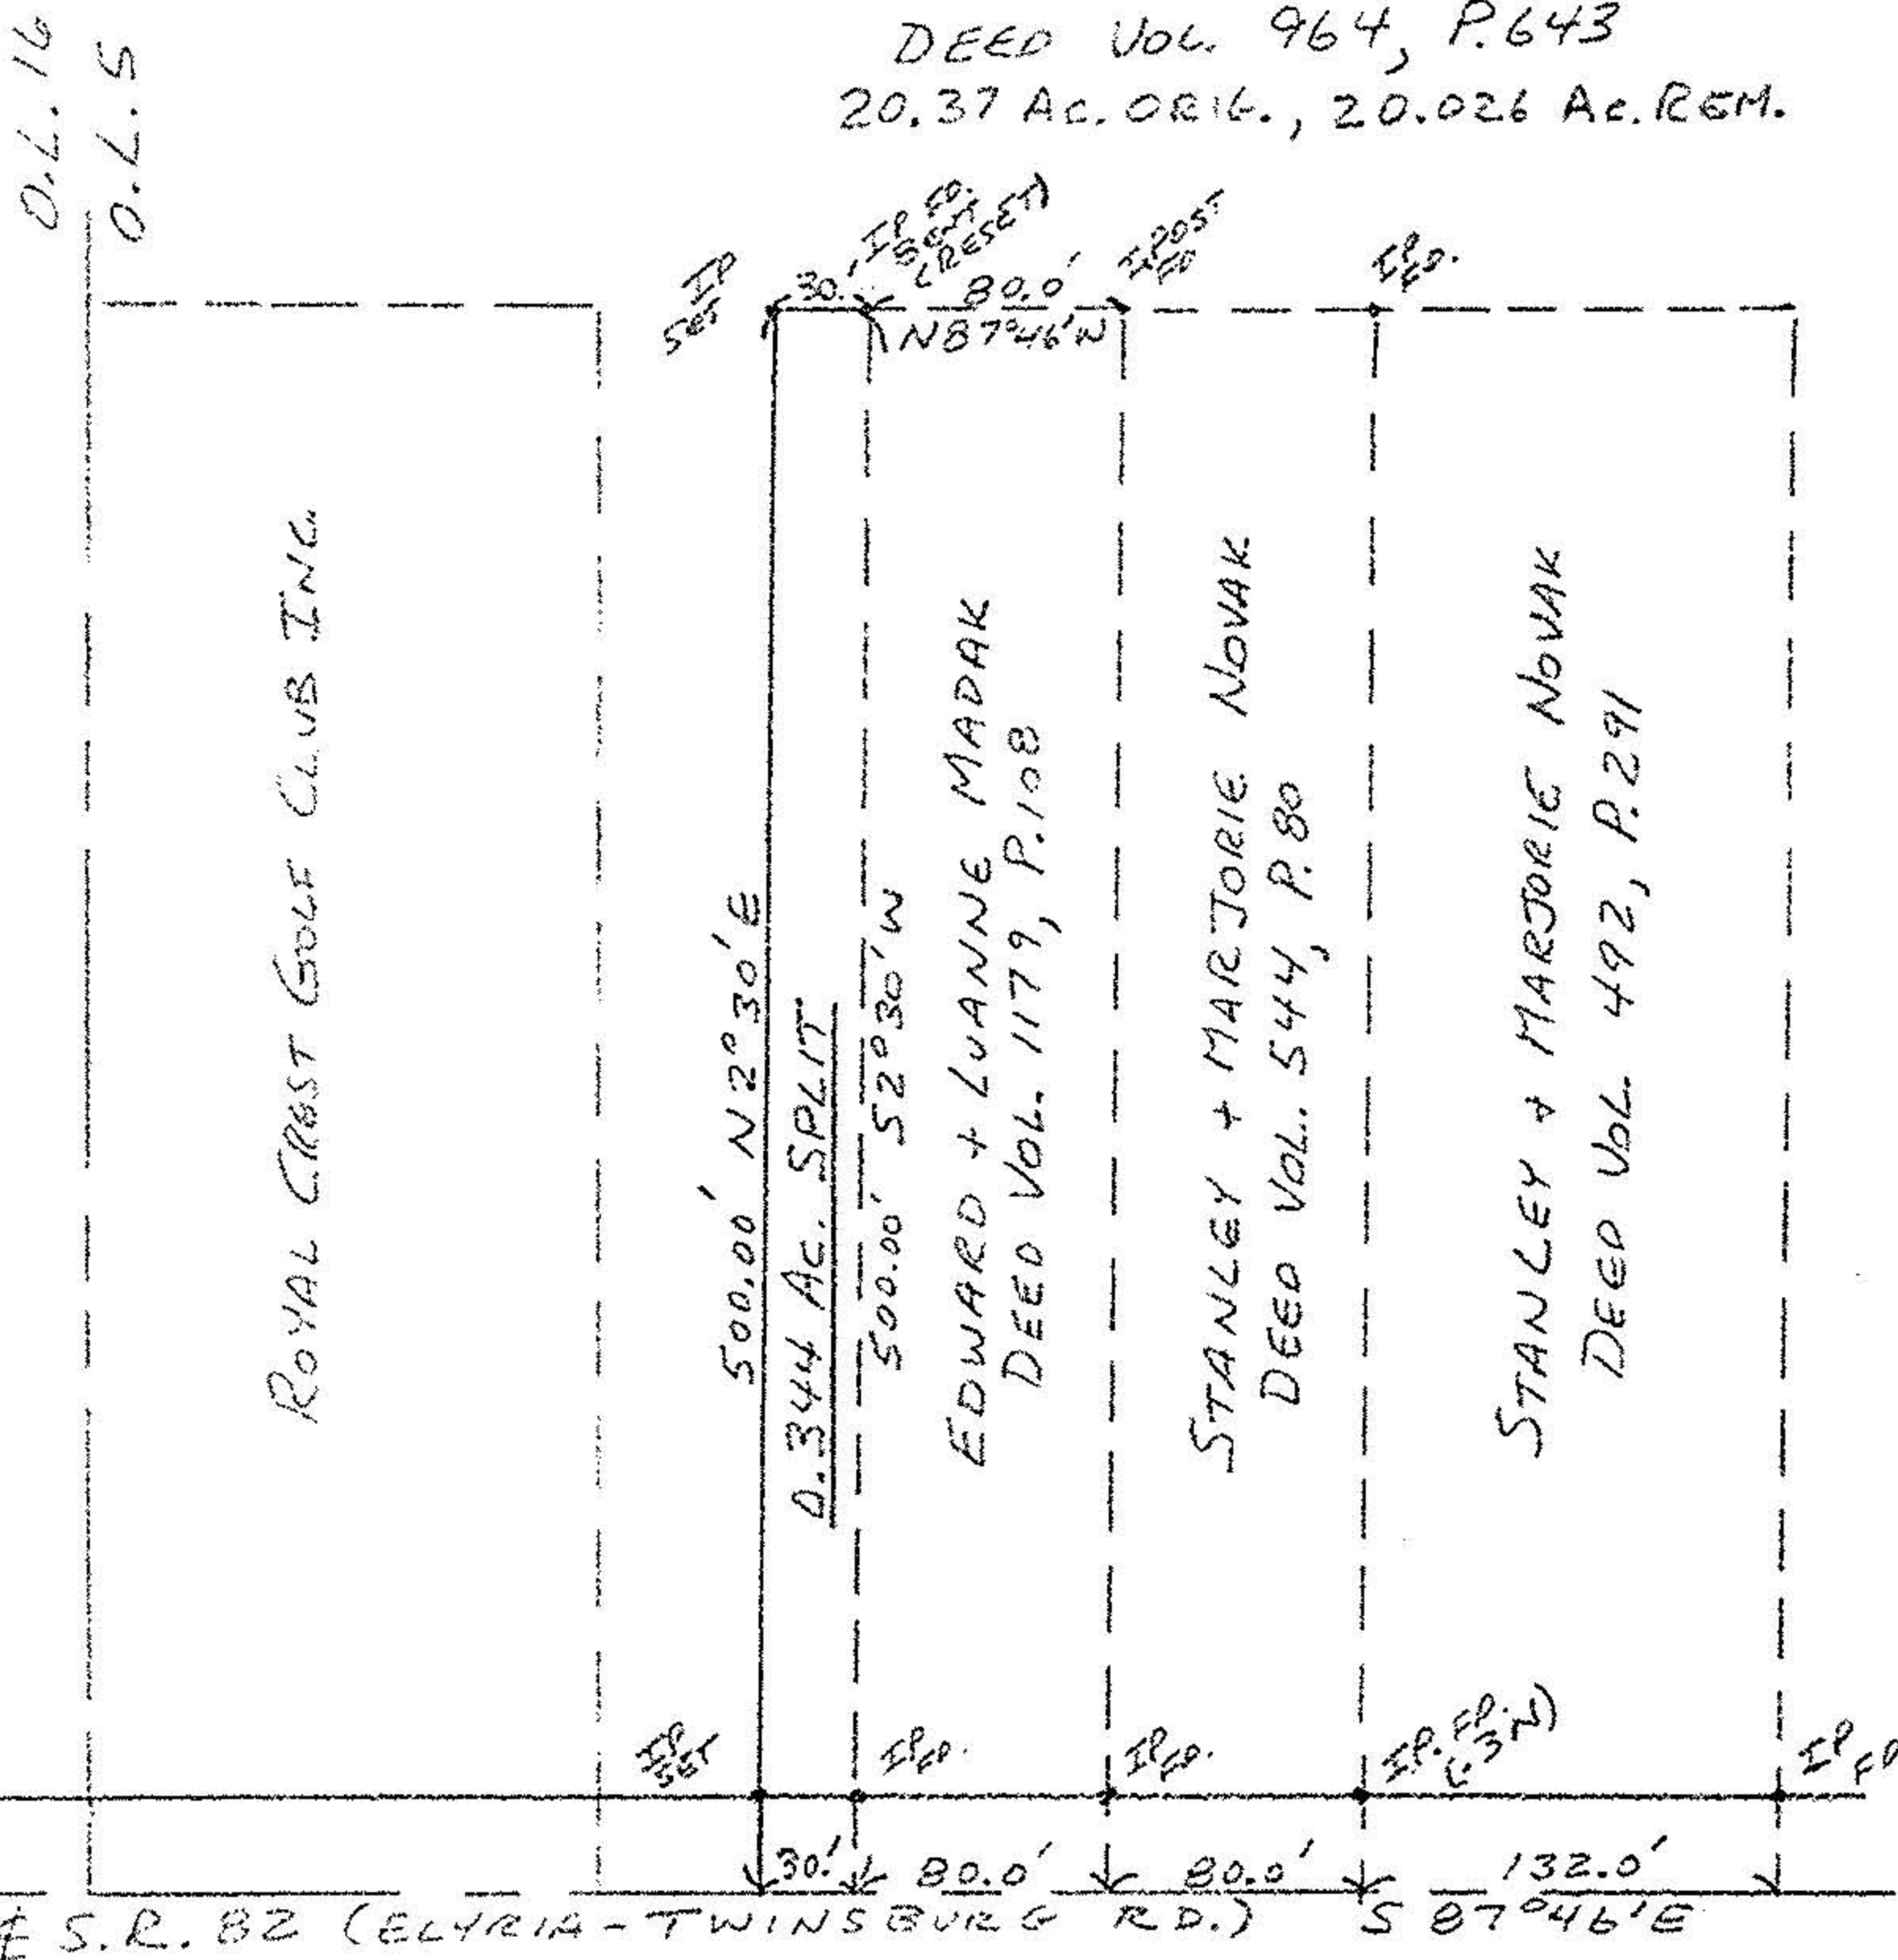 O.L. 16
O.L. 5
DEED VOL. 964, P.643
20.37 Ac. ORIG., 20.026 Ac. REM.
IP
SET
30.'
IP FD.
BENT
(RESET)
80.0'
N87°46'W
IPOST
FD
IP
FD.
ROYAL CREST GOLF CLUB INC.
500.00' N2°30'E
0.344 Ac. SPLIT
500.00' S2°30'W
EDWARD + LUANNE MADAK
DEED VOL. 1179, P.108
STANLEY + MARJORIE NOVAK
DEED VOL. 544, P.80
STANLEY + MARJORIE NOVAK
DEED VOL 492, P.291
IP
SET
IP
FD.
IP
FD.
IP. FD.
(.3'N)
IP
FD
30.'
80.0'
80.0'
132.0'
℄ S.R. 82 (ELYRIA-TWINSBURG RD.) S87°46'E